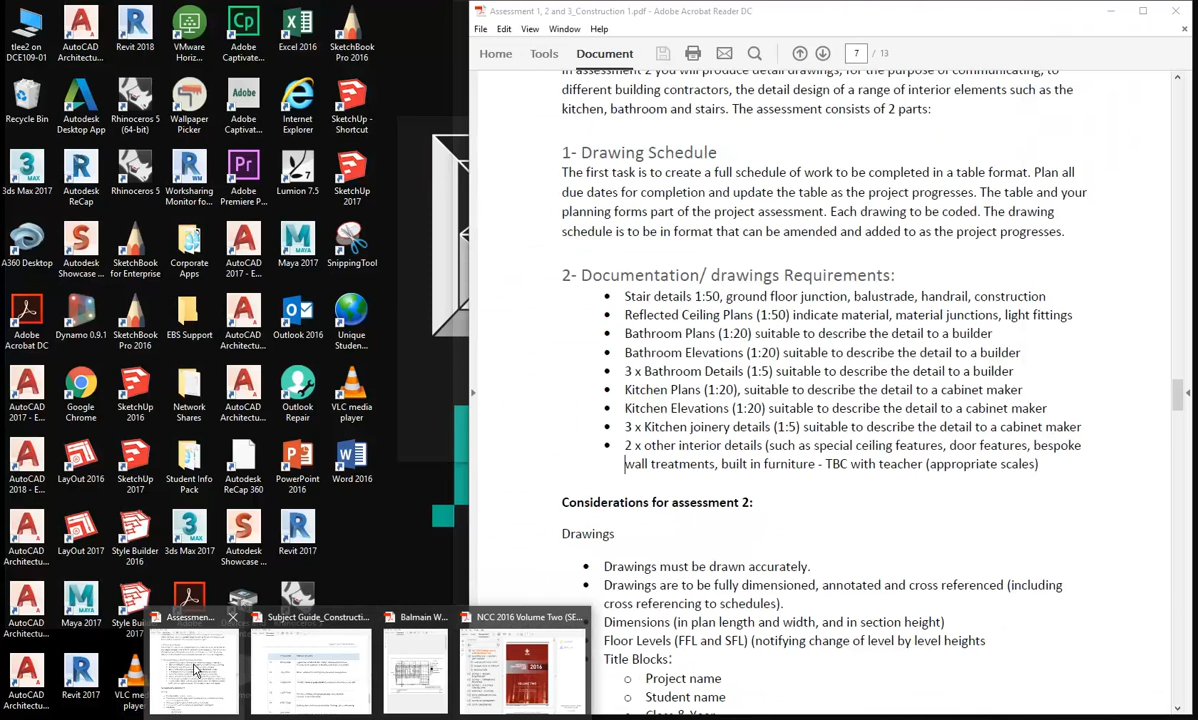 Assessment 1, 2 and 3_Construction 1.pdf - Adobe Acrobat Reader DC
File Edit View Window Help
Home Tools Document 7 / 13
in assessment 2 you will produce detail drawings, for the purpose of communicating, to
different building contractors, the detail design of a range of interior elements such as the
kitchen, bathroom and stairs. The assessment consists of 2 parts:
1- Drawing Schedule
The first task is to create a full schedule of work to be completed in a table format. Plan all
due dates for completion and update the table as the project progresses. The table and your
planning forms part of the project assessment. Each drawing to be coded. The drawing
schedule is to be in format that can be amended and added to as the project progresses.
2- Documentation/ drawings Requirements:
• Stair details 1:50, ground floor junction, balustrade, handrail, construction
• Reflected Ceiling Plans (1:50) indicate material, material junctions, light fittings
• Bathroom Plans (1:20) suitable to describe the detail to a builder
• Bathroom Elevations (1:20) suitable to describe the detail to a builder
• 3 x Bathroom Details (1:5) suitable to describe the detail to a builder
• Kitchen Plans (1:20), suitable to describe the detail to a cabinet maker
• Kitchen Elevations (1:20) suitable to describe the detail to a cabinet maker
• 3 x Kitchen joinery details (1:5) suitable to describe the detail to a cabinet maker
• 2 x other interior details (such as special ceiling features, door features, bespoke
wall treatments, built in furniture - TBC with teacher (appropriate scales)
Considerations for assessment 2:
Drawings
• Drawings must be drawn accurately.
• Drawings are to be fully dimensioned, annotated and cross referenced (including
cross referencing to schedules).
Dimensions (in plan length and width, and in section height)
Floor Levels (FFL and SFL) (notifying change of level by level heights
Title Blocks:
o Project name
o Student name
tlee2 on DCE109-01
AutoCAD Architectu...
Revit 2018
VMware Horiz...
Adobe Captivate...
Excel 2016
SketchBook Pro 2016
Recycle Bin
Autodesk Desktop App
Rhinoceros 5 (64-bit)
Wallpaper Picker
Adobe Captivat...
Internet Explorer
SketchUp - Shortcut
3ds Max 2017
Autodesk ReCap
Rhinoceros 5
Worksharing Monitor fo...
Adobe Premiere P...
Lumion 7.5
SketchUp 2017
A360 Desktop
Autodesk Showcase ...
SketchBook for Enterprise
Corporate Apps
AutoCAD 2017 - E...
Maya 2017
SnippingTool
Adobe Acrobat DC
Dynamo 0.9.1
SketchBook Pro 2016
EBS Support
AutoCAD Architectu...
Outlook 2016
Unique Studen...
AutoCAD 2017 - E...
Google Chrome
SketchUp 2016
Network Shares
AutoCAD Architectu...
Outlook Repair
VLC media player
AutoCAD 2018 - E...
LayOut 2016
SketchUp 2017
Student Info Pack
Autodesk ReCap 360
PowerPoint 2016
Word 2016
AutoCAD Architectu...
LayOut 2017
Style Builder 2016
3ds Max 2017
Autodesk Showcase ...
Revit 2017
AutoCAD Architectu...
Maya 2017
AutoCAD Architectu...
Revit 2017
VLC media player
Assessmen...
Subject Guide_Constructi...
Balmain W...
NCC 2016 Volume Two (SE...